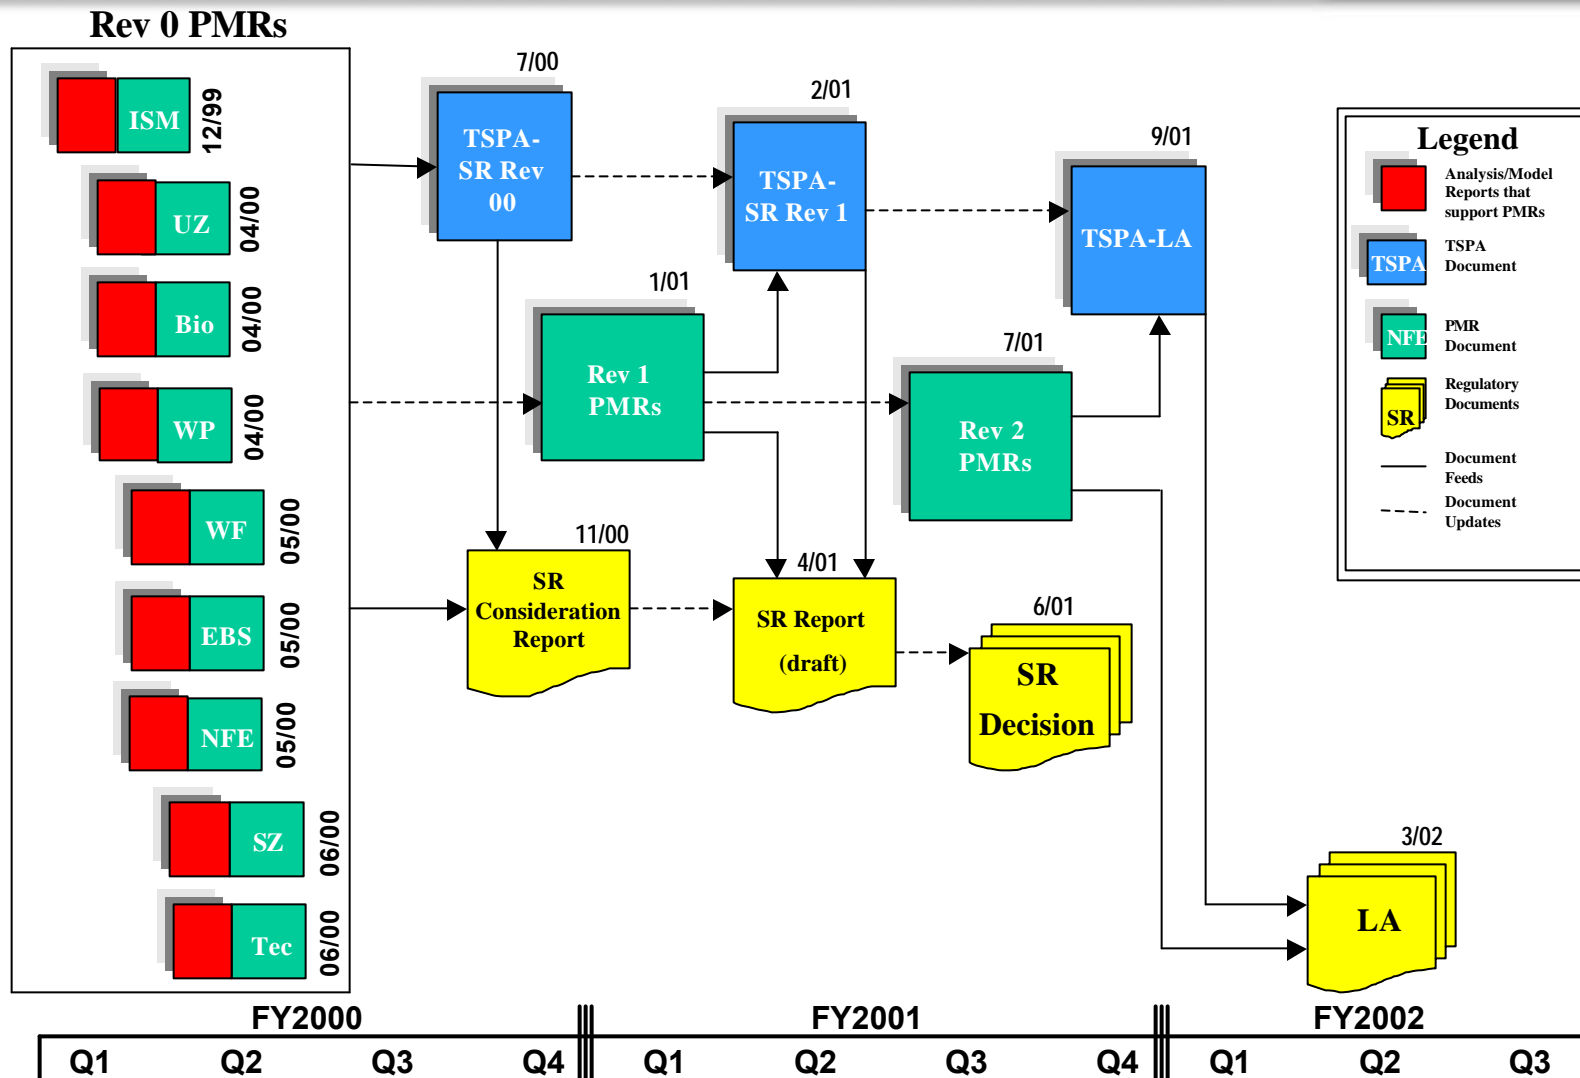 Rev 0 PMRs
ISM
12/99
UZ
04/00
Bio
04/00
WP
04/00
WF
05/00
EBS
05/00
NFE
05/00
SZ
06/00
Tec
06/00
7/00
TSPA-
SR Rev
00
2/01
TSPA-
SR Rev 1
9/01
TSPA-LA
1/01
Rev 1
PMRs
7/01
Rev 2
PMRs
11/00
SR
Consideration
Report
4/01
SR Report
(draft)
6/01
SR
Decision
3/02
LA
Legend
Analysis/Model
Reports that
support PMRs
TSPA
TSPA
Document
NFE
PMR
Document
SR
Regulatory
Documents
Document
Feeds
Document
Updates
FY2000
FY2001
FY2002
Q1 Q2 Q3 Q4 Q1 Q2 Q3 Q4 Q1 Q2 Q3